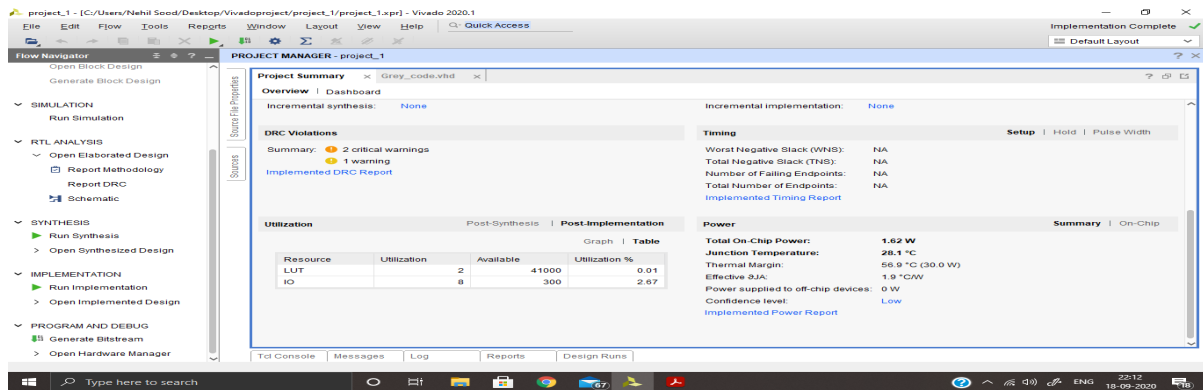 project_1 - [C:/Users/Nehil Sood/Desktop/Vivadoproject/project_1/project_1.xpr] - Vivado 2020.1
File Edit Flow Tools Reports Window Layout View Help Quick Access
Implementation Complete
Default Layout
Flow Navigator
PROJECT MANAGER - project_1
Open Block Design
Generate Block Design
SIMULATION
Run Simulation
RTL ANALYSIS
Open Elaborated Design
Report Methodology
Report DRC
Schematic
SYNTHESIS
Run Synthesis
Open Synthesized Design
IMPLEMENTATION
Run Implementation
Open Implemented Design
PROGRAM AND DEBUG
Generate Bitstream
Open Hardware Manager
Source File Properties
Sources
Project Summary Grey_code.vhd
Overview | Dashboard
Incremental synthesis: None
Incremental implementation: None
DRC Violations
Summary: 2 critical warnings
1 warning
Implemented DRC Report
Timing Setup | Hold | Pulse Width
Worst Negative Slack (WNS): NA
Total Negative Slack (TNS): NA
Number of Failing Endpoints: NA
Total Number of Endpoints: NA
Implemented Timing Report
Utilization Post-Synthesis | Post-Implementation
Graph | Table
Resource Utilization Available Utilization %
LUT 2 41000 0.01
IO 8 300 2.67
Power Summary | On-Chip
Total On-Chip Power: 1.62 W
Junction Temperature: 28.1 °C
Thermal Margin: 56.9 °C (30.0 W)
Effective ϑJA: 1.9 °C/W
Power supplied to off-chip devices: 0 W
Confidence level: Low
Implemented Power Report
Tcl Console Messages Log Reports Design Runs
Type here to search
67
ENG
22:12
18-09-2020
18